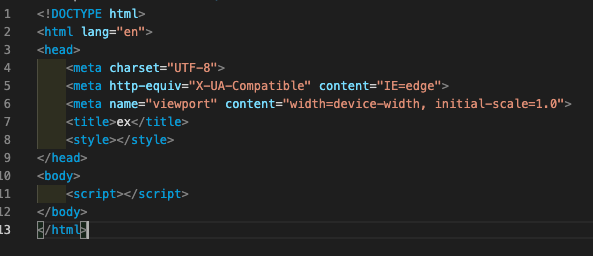 1 <!DOCTYPE html>
2 <html lang="en">
3 <head>
4     <meta charset="UTF-8">
5     <meta http-equiv="X-UA-Compatible" content="IE=edge">
6     <meta name="viewport" content="width=device-width, initial-scale=1.0">
7     <title>ex</title>
8     <style></style>
9 </head>
10 <body>
11     <script></script>
12 </body>
13 </html>